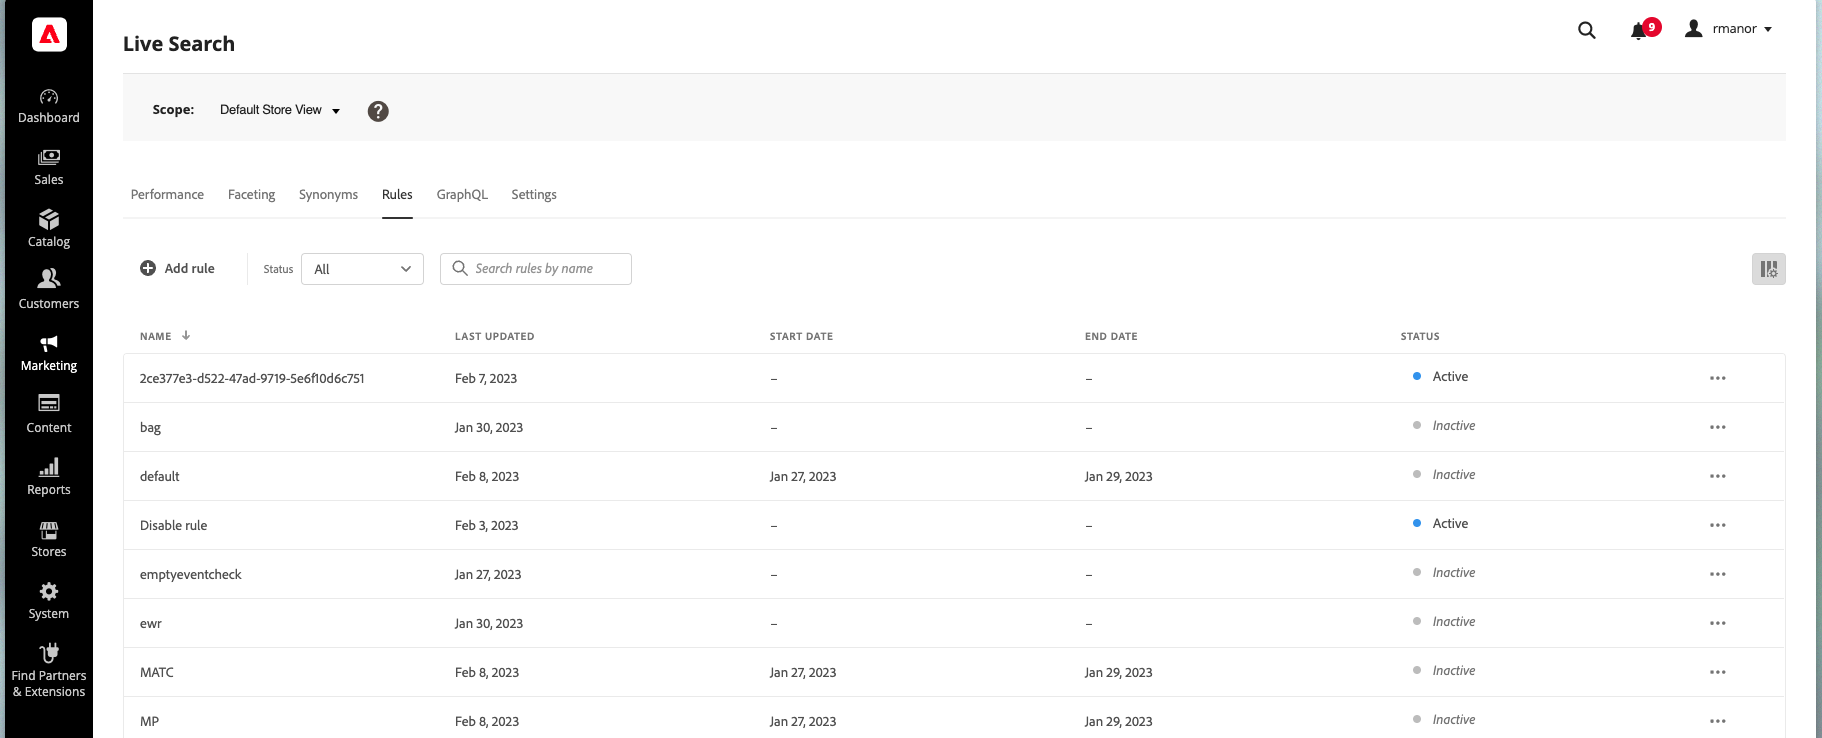 Live Search
9
rmanor
Scope: Default Store View ?
Dashboard
Sales
Catalog
Customers
Marketing
Content
Reports
Stores
System
Find Partners
& Extensions
Performance Faceting Synonyms Rules GraphQL Settings
Add rule Status All Search rules by name
NAME LAST UPDATED START DATE END DATE STATUS
2ce377e3-d522-47ad-9719-5e6f10d6c751 Feb 7, 2023 – – Active
bag Jan 30, 2023 – – Inactive
default Feb 8, 2023 Jan 27, 2023 Jan 29, 2023 Inactive
Disable rule Feb 3, 2023 – – Active
emptyeventcheck Jan 27, 2023 – – Inactive
ewr Jan 30, 2023 – – Inactive
MATC Feb 8, 2023 Jan 27, 2023 Jan 29, 2023 Inactive
MP Feb 8, 2023 Jan 27, 2023 Jan 29, 2023 Inactive